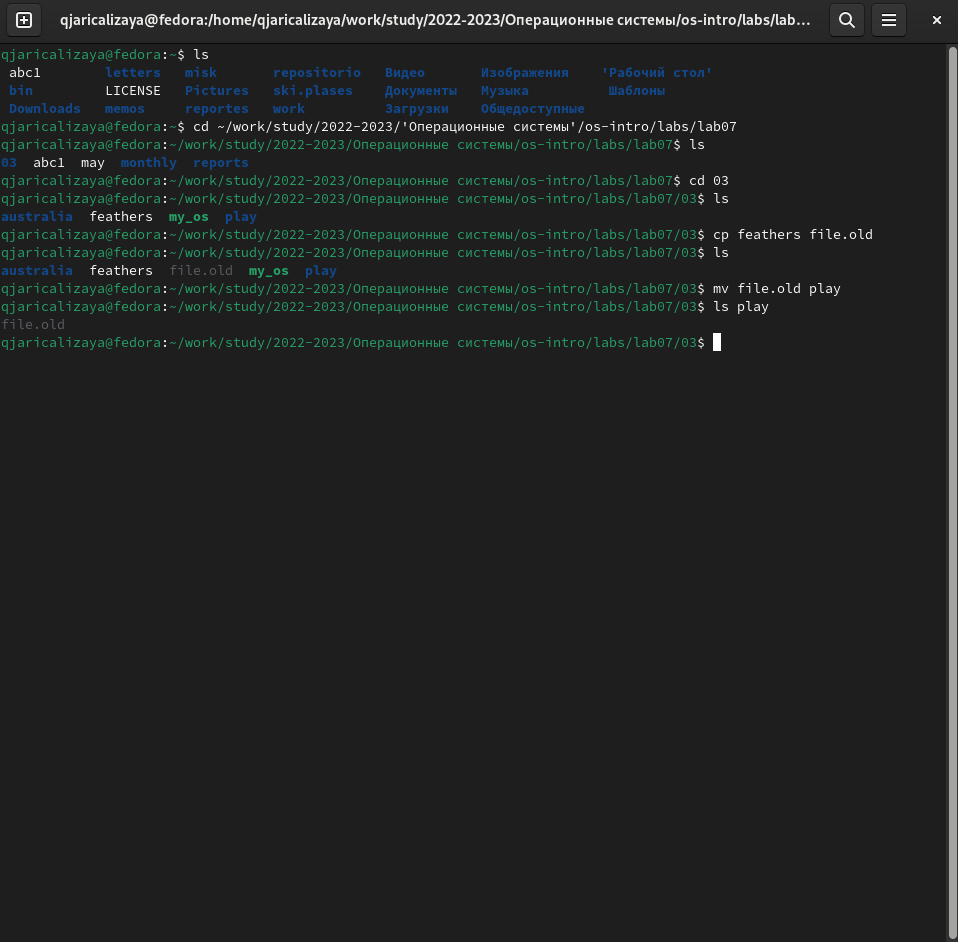 qjaricalizaya@fedora:/home/qjaricalizaya/work/study/2022-2023/Операционные системы/os-intro/labs/lab...
qjaricalizaya@fedora:~$ ls
abc1 letters misk repositorio Видео Изображения 'Рабочий стол'
bin LICENSE Pictures ski.plases Документы Музыка Шаблоны
Downloads memos reportes work Загрузки Общедоступные
qjaricalizaya@fedora:~$ cd ~/work/study/2022-2023/'Операционные системы'/os-intro/labs/lab07
qjaricalizaya@fedora:~/work/study/2022-2023/Операционные системы/os-intro/labs/lab07$ ls
03 abc1 may monthly reports
qjaricalizaya@fedora:~/work/study/2022-2023/Операционные системы/os-intro/labs/lab07$ cd 03
qjaricalizaya@fedora:~/work/study/2022-2023/Операционные системы/os-intro/labs/lab07/03$ ls
australia feathers my_os play
qjaricalizaya@fedora:~/work/study/2022-2023/Операционные системы/os-intro/labs/lab07/03$ cp feathers file.old
qjaricalizaya@fedora:~/work/study/2022-2023/Операционные системы/os-intro/labs/lab07/03$ ls
australia feathers file.old my_os play
qjaricalizaya@fedora:~/work/study/2022-2023/Операционные системы/os-intro/labs/lab07/03$ mv file.old play
qjaricalizaya@fedora:~/work/study/2022-2023/Операционные системы/os-intro/labs/lab07/03$ ls play
file.old
qjaricalizaya@fedora:~/work/study/2022-2023/Операционные системы/os-intro/labs/lab07/03$